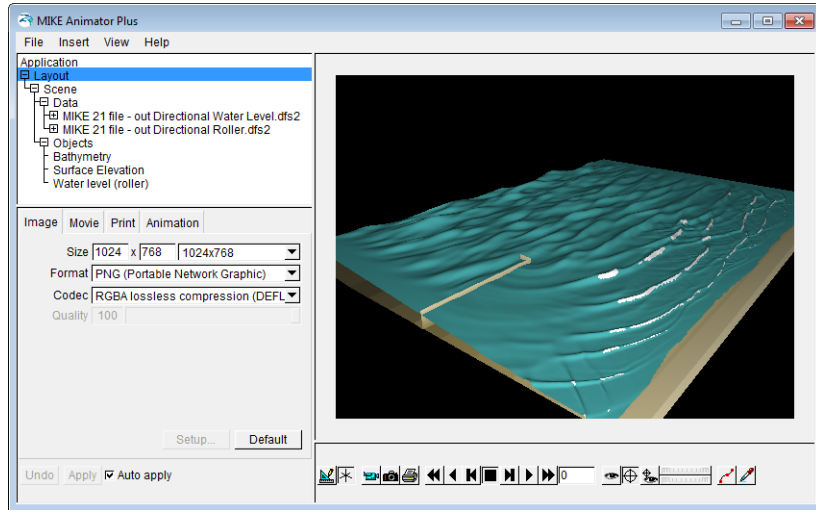 MIKE Animator Plus
File Insert View Help
Application
Layout
Scene
Data
MIKE 21 file - out Directional Water Level.dfs2
MIKE 21 file - out Directional Roller.dfs2
Objects
Bathymetry
Surface Elevation
Water level (roller)
Image Movie Print Animation
Size 1024 x 768 1024x768
Format PNG (Portable Network Graphic)
Codec RGBA lossless compression (DEFL
Quality 100
Setup... Default
Undo Apply Auto apply
0